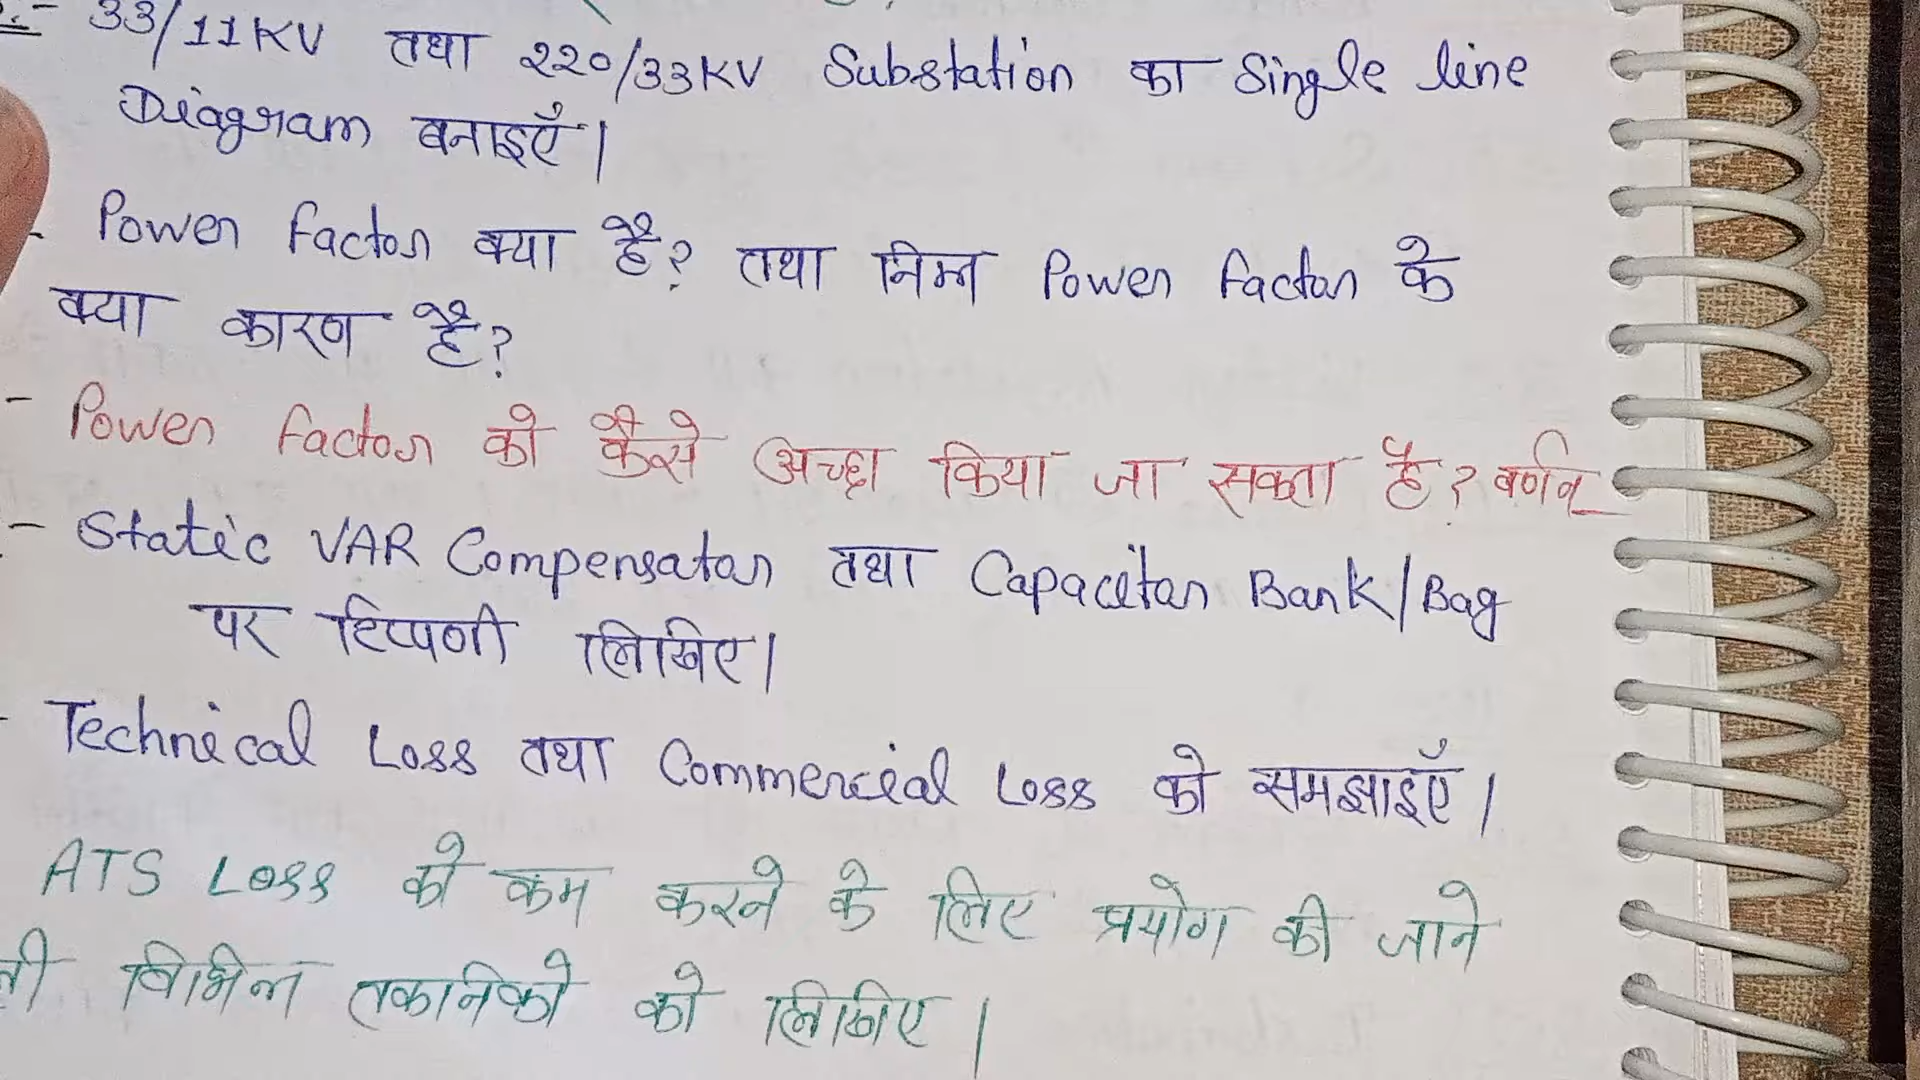 33/11KV तथा 220/33KV Substation का Single line
Diagram बनाइएँ।
Power factor क्या है? तथा निम्न Power factor के
क्या कारण है?
Power factor को कैसे अच्छा किया जा सकता है? वर्णन
Static VAR Compensator तथा Capacitor Bank/Bag
पर टिप्पणी लिखिए।
Technical Loss तथा Commercial Loss को समझाइएँ।
ATS Loss को कम करने के लिए प्रयोग की जाने
विभिन्न तकानिको को लिखिए।